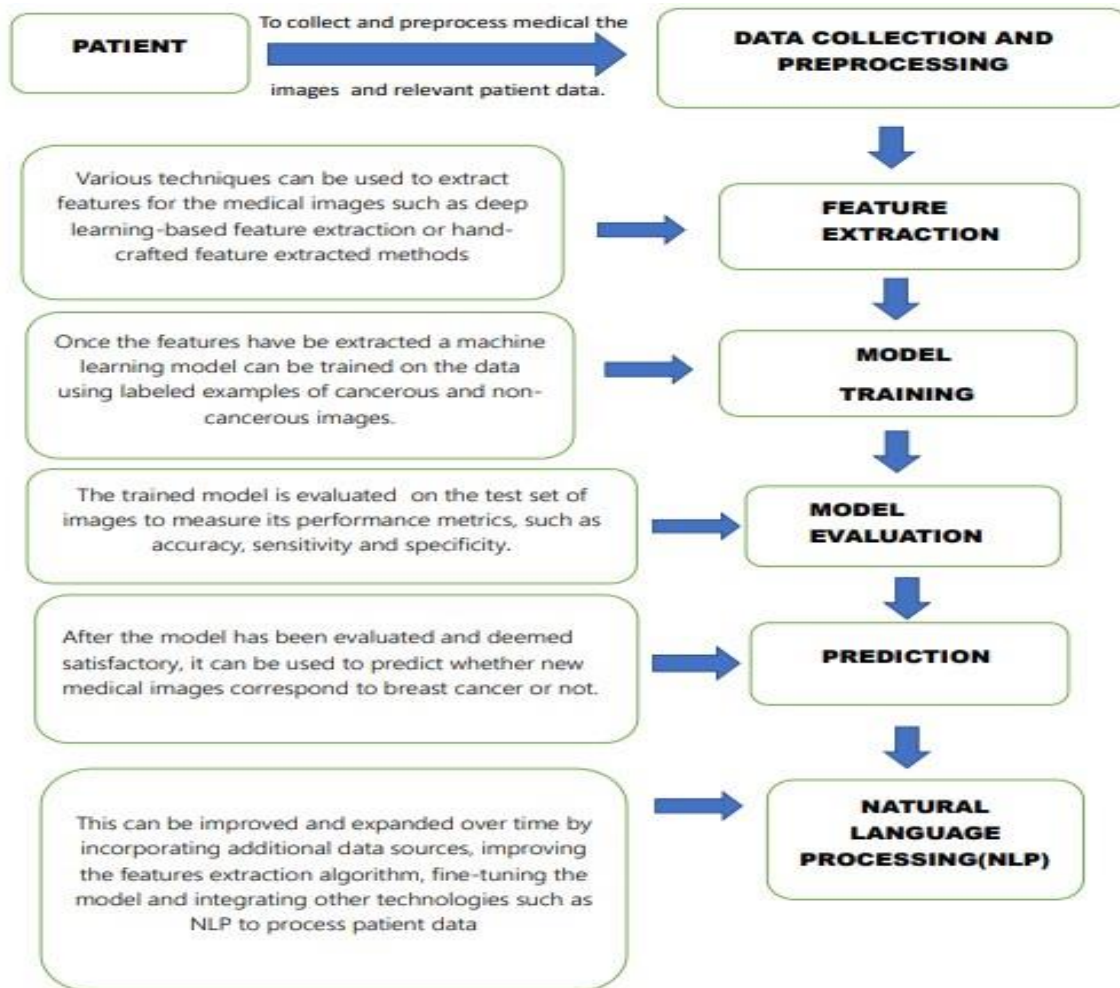 PATIENT
To collect and preprocess medical the
images and relevant patient data.
DATA COLLECTION AND
PREPROCESSING
Various techniques can be used to extract
features for the medical images such as deep
learning-based feature extraction or hand-
crafted feature extracted methods
FEATURE
EXTRACTION
Once the features have be extracted a machine
learning model can be trained on the data
using labeled examples of cancerous and non-
cancerous images.
MODEL
TRAINING
The trained model is evaluated on the test set of
images to measure its performance metrics, such as
accuracy, sensitivity and specificity.
MODEL
EVALUATION
After the model has been evaluated and deemed
satisfactory, it can be used to predict whether new
medical images correspond to breast cancer or not.
PREDICTION
This can be improved and expanded over time by
incorporating additional data sources, improving
the features extraction algorithm, fine-tuning the
model and integrating other technologies such as
NLP to process patient data
NATURAL
LANGUAGE
PROCESSING(NLP)